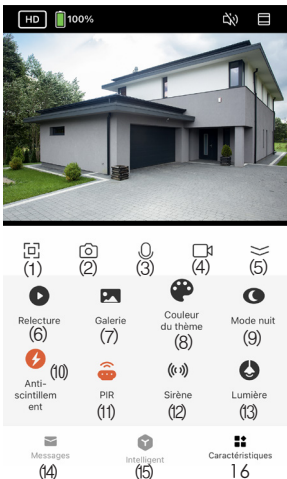 HD 100%
(1) (2) (3) (4) (5)
Relecture Galerie Couleur du thème Mode nuit
(6) (7) (8) (9)
Anti-scintillem ent (10) PIR Sirène Lumière
(11) (12) (13)
Messages Intelligent Caractéristiques
(14) (15) 16